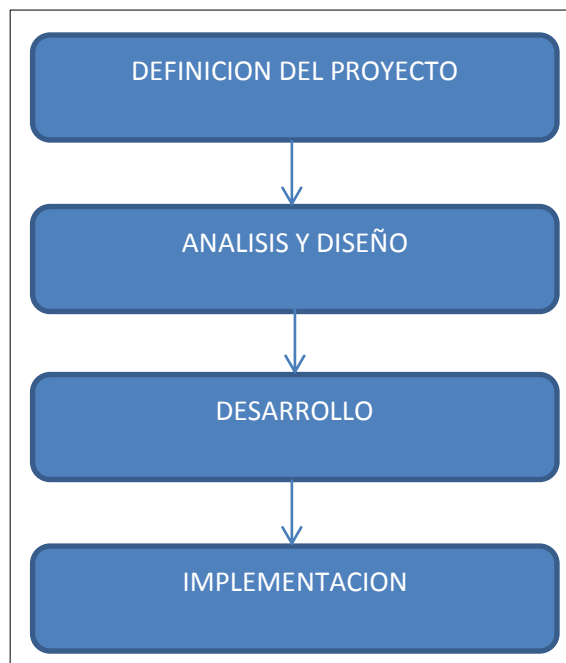 DEFINICION DEL PROYECTO
ANALISIS Y DISEÑO
DESARROLLO
IMPLEMENTACION